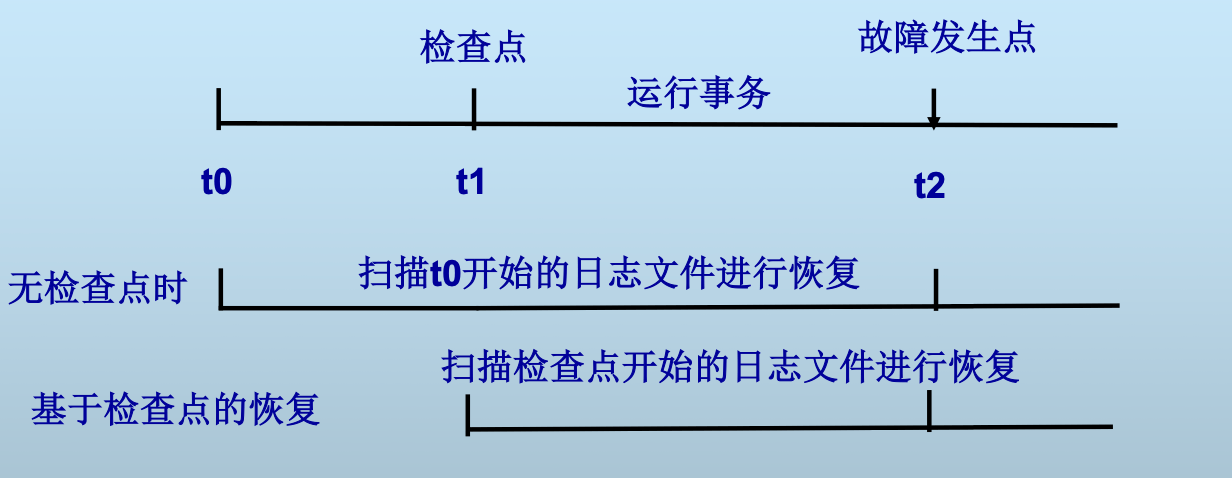 检查点
故障发生点
运行事务
t0
t1
t2
无检查点时
扫描t0开始的日志文件进行恢复
扫描检查点开始的日志文件进行恢复
基于检查点的恢复